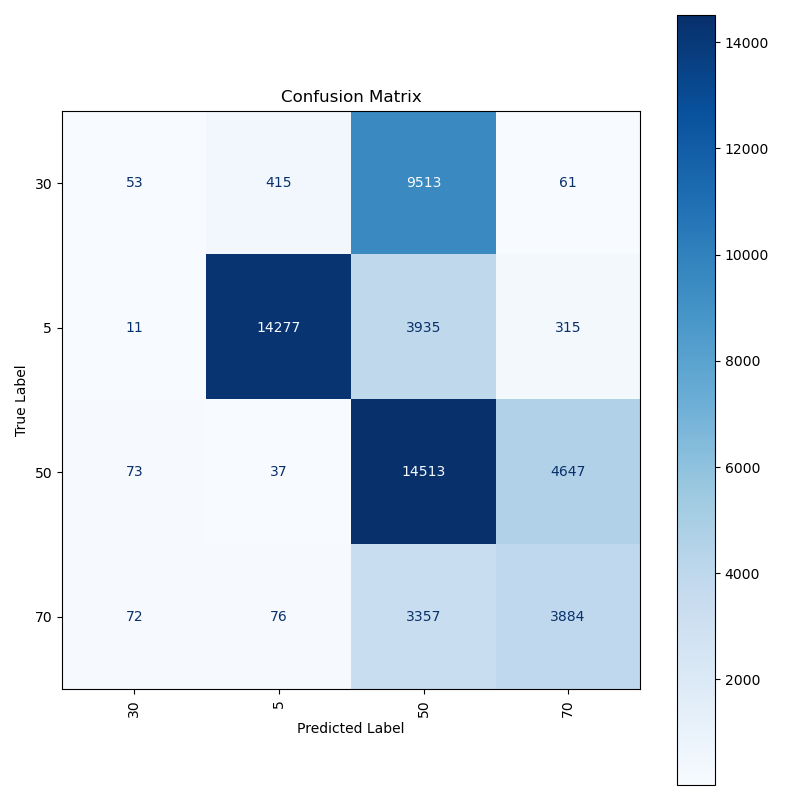 Confusion Matrix
30 53 415 9513 61
5 11 14277 3935 315
50 73 37 14513 4647
70 72 76 3357 3884
30 5 50 70
True Label
Predicted Label
14000
12000
10000
8000
6000
4000
2000